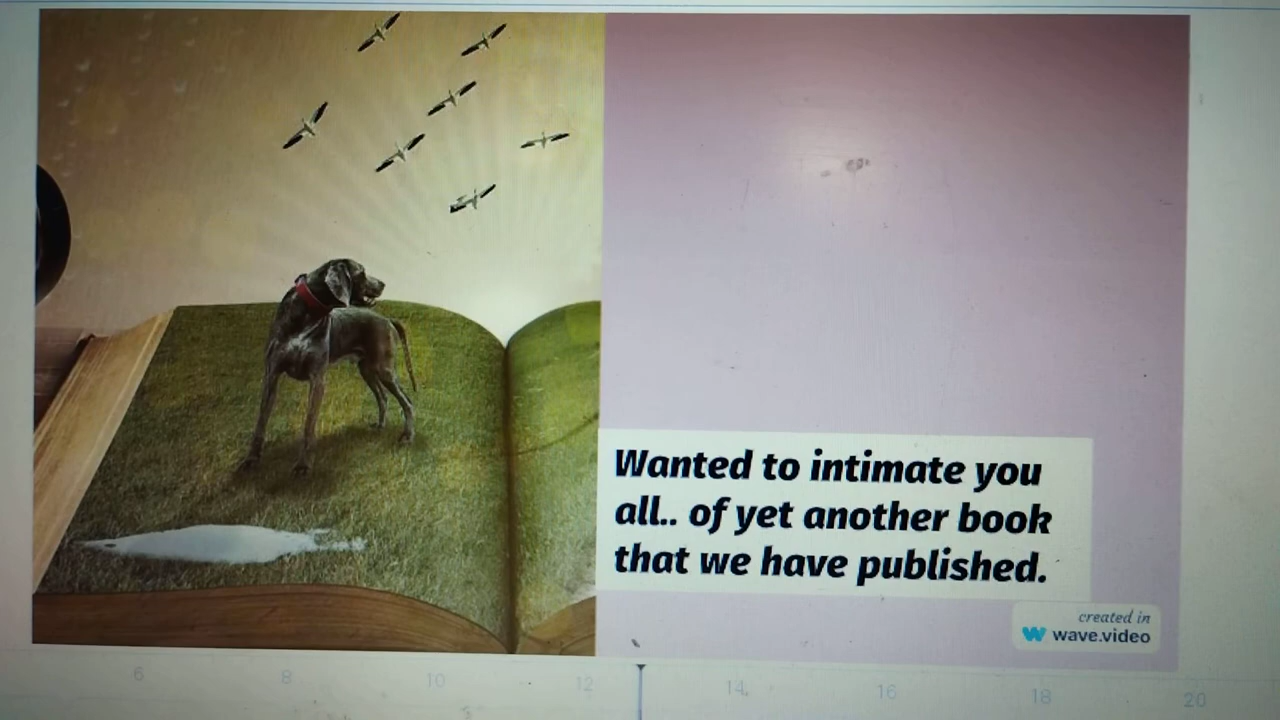 Wanted to intimate you
all.. of yet another book
that we have published.
created in
wave.video
6 8 10 12 14 16 18 20